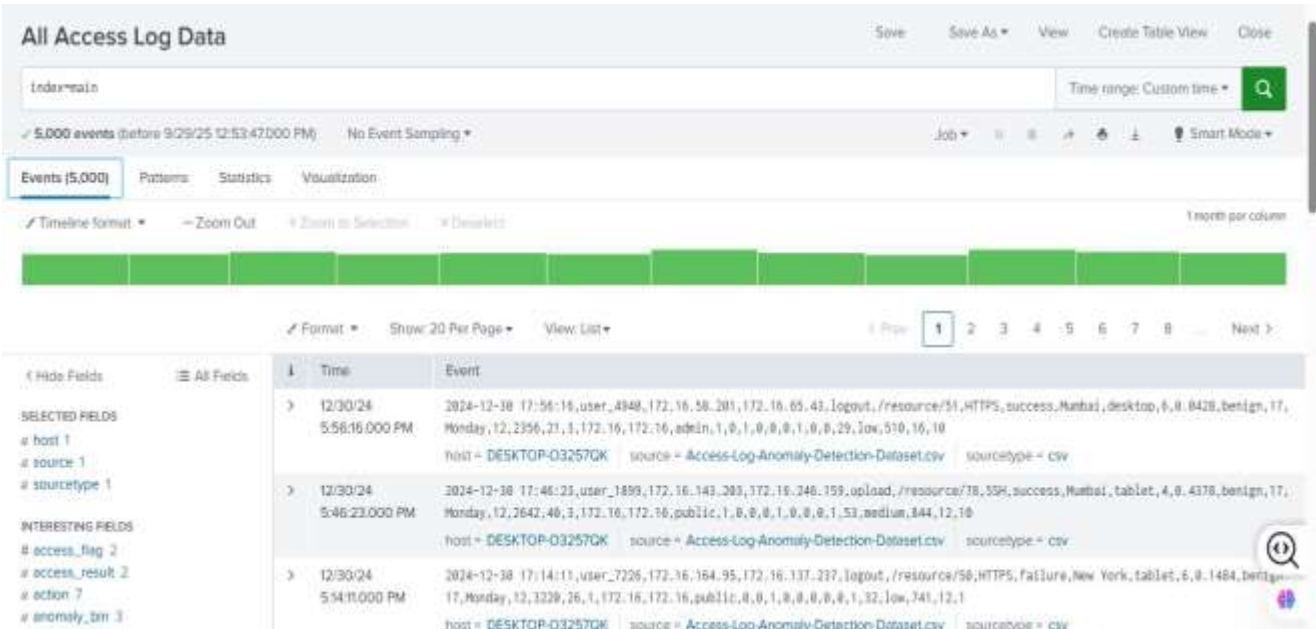 All Access Log Data
Save Save As View Create Table View Close
index=main
Time range: Custom time
5,000 events (before 9/29/25 12:53:47.000 PM) No Event Sampling
Job Smart Mode
Events (5,000) Patterns Statistics Visualization
Timeline format — Zoom Out + Zoom to Selection × Deselect
1 month per column
Format Show: 20 Per Page View: List
< Prev 1 2 3 4 5 6 7 8 ... Next >
< Hide Fields All Fields
i Time Event
SELECTED FIELDS
a host 1
a source 1
a sourcetype 1
INTERESTING FIELDS
# access_flag 2
a access_result 2
a action 7
a anomaly_bin 3
> 12/30/24
5:56:16.000 PM
2024-12-30 17:56:16,user_4940,172.16.58.201,172.16.65.43,logout,/resource/51,HTTPS,success,Mumbai,desktop,6,0.0428,benign,17,
Monday,12,2356,21,3,172.16,172.16,admin,1,0,1,0,0,0,1,0,0,29,low,510,16,10
host = DESKTOP-O3257QK source = Access-Log-Anomaly-Detection-Dataset.csv sourcetype = csv
> 12/30/24
5:46:23.000 PM
2024-12-30 17:46:23,user_1899,172.16.143.203,172.16.246.159,upload,/resource/78,SSH,success,Mumbai,tablet,4,0.4378,benign,17,
Monday,12,2642,40,3,172.16,172.16,public,1,0,0,0,1,0,0,0,1,53,medium,844,12,10
host = DESKTOP-O3257QK source = Access-Log-Anomaly-Detection-Dataset.csv sourcetype = csv
> 12/30/24
5:14:11.000 PM
2024-12-30 17:14:11,user_7226,172.16.164.95,172.16.137.237,logout,/resource/50,HTTPS,failure,New York,tablet,6,0.1484,benign
17,Monday,12,3220,26,1,172.16,172.16,public,0,0,1,0,0,0,0,0,1,32,low,741,12,1
host = DESKTOP-O3257QK source = Access-Log-Anomaly-Detection-Dataset.csv sourcetype = csv